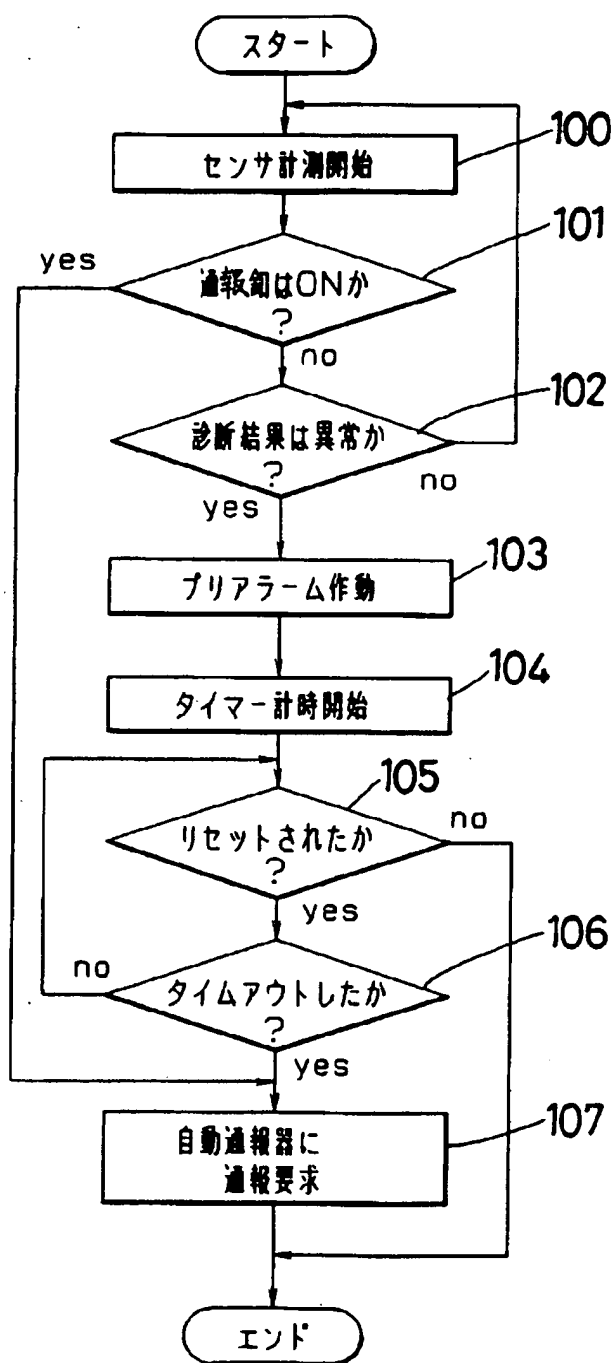 スタート
センサ計測開始
100
通報釦はONか
?
101
yes
no
診断結果は異常か
?
102
no
yes
プリアラーム作動
103
タイマー計時開始
104
リセットされたか
?
105
no
yes
タイムアウトしたか
?
106
no
yes
自動通報器に
通報要求
107
エンド